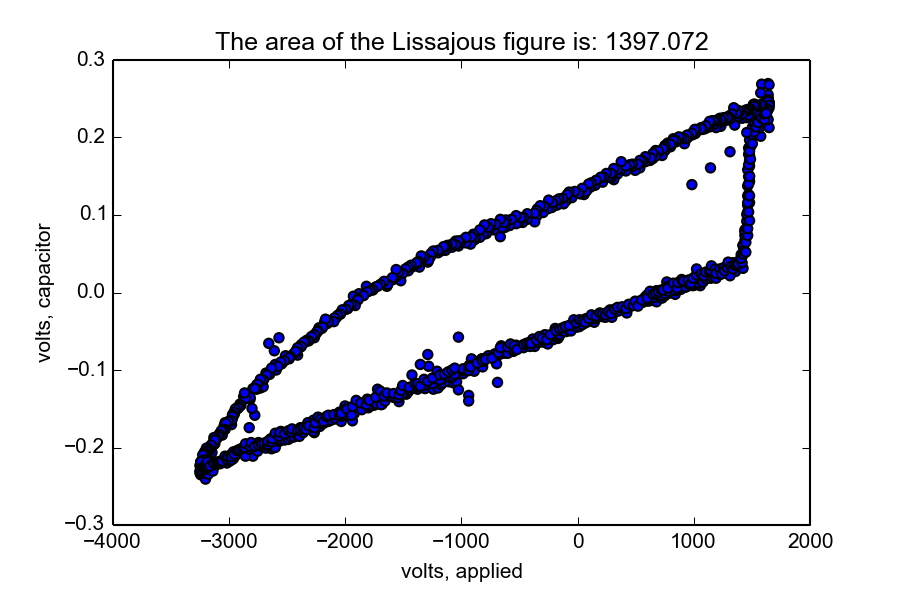 The area of the Lissajous figure is: 1397.072
0.3
0.2
0.1
0.0
−0.1
−0.2
−0.3
volts, capacitor
−4000 −3000 −2000 −1000 0 1000 2000
volts, applied